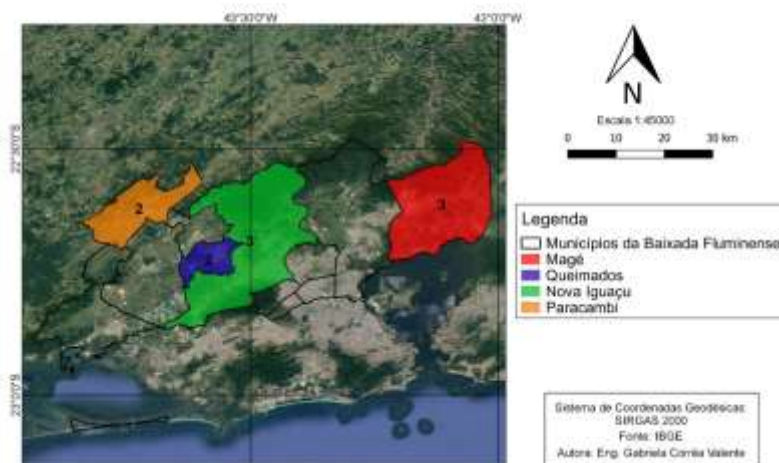 43°30'0"W
43°0'0"W
22°30'0"S
23°0'0"S
2
3
3
N
Escala 1:45000
0 10 20 30 km
Legenda
Municípios da Baixada Fluminense
Magé
Queimados
Nova Iguaçu
Paracambi
Sistema de Coordenadas Geodésicas
SIRGAS 2000
Fonte: IBGE
Autora: Eng. Gabriela Corrêa Valente